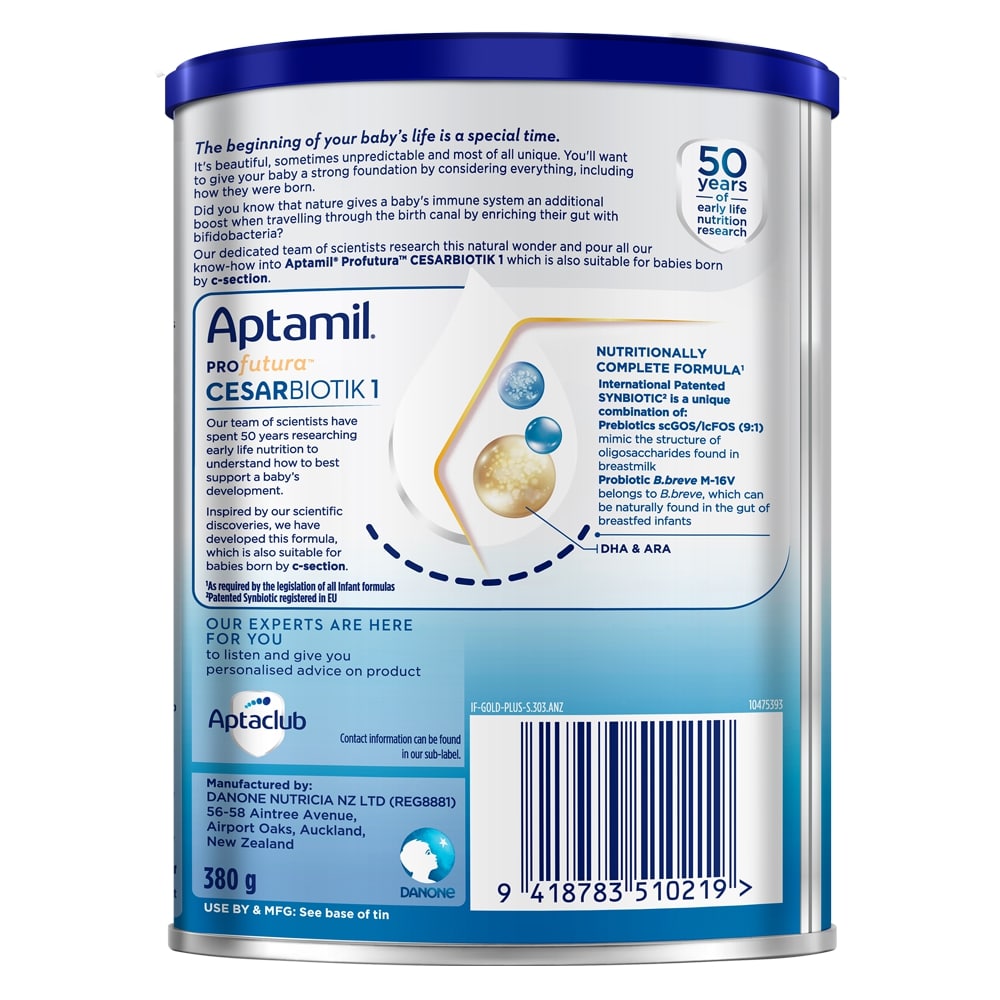 The beginning of your baby's life is a special time.
It's beautiful, sometimes unpredictable and most of all unique. You'll want
to give your baby a strong foundation by considering everything, including
how they were born.
Did you know that nature gives a baby's immune system an additional
boost when travelling through the birth canal by enriching their gut with
bifidobacteria?
Our dedicated team of scientists research this natural wonder and pour all our
know-how into Aptamil® Profutura™ CESARBIOTIK 1 which is also suitable for babies born
by c-section.
50
years
of
early life
nutrition
research
Aptamil®
PROfutura™
CESARBIOTIK 1
Our team of scientists have
spent 50 years researching
early life nutrition to
understand how to best
support a baby's
development.
Inspired by our scientific
discoveries, we have
developed this formula,
which is also suitable for
babies born by c-section.
¹As required by the legislation of all Infant formulas
²Patented Synbiotic registered in EU
NUTRITIONALLY
COMPLETE FORMULA¹
International Patented
SYNBIOTIC² is a unique
combination of:
Prebiotics scGOS/lcFOS (9:1)
mimic the structure of
oligosaccharides found in
breastmilk
Probiotic B.breve M-16V
belongs to B.breve, which can
be naturally found in the gut of
breastfed infants
DHA & ARA
OUR EXPERTS ARE HERE
FOR YOU
to listen and give you
personalised advice on product
Aptaclub
Contact information can be found
in our sub-label.
Manufactured by:
DANONE NUTRICIA NZ LTD (REG8881)
56-58 Aintree Avenue,
Airport Oaks, Auckland,
New Zealand
380 g
DANONE
USE BY & MFG: See base of tin
IF-GOLD-PLUS-S.303.ANZ
10475393
9 418783 510219 >